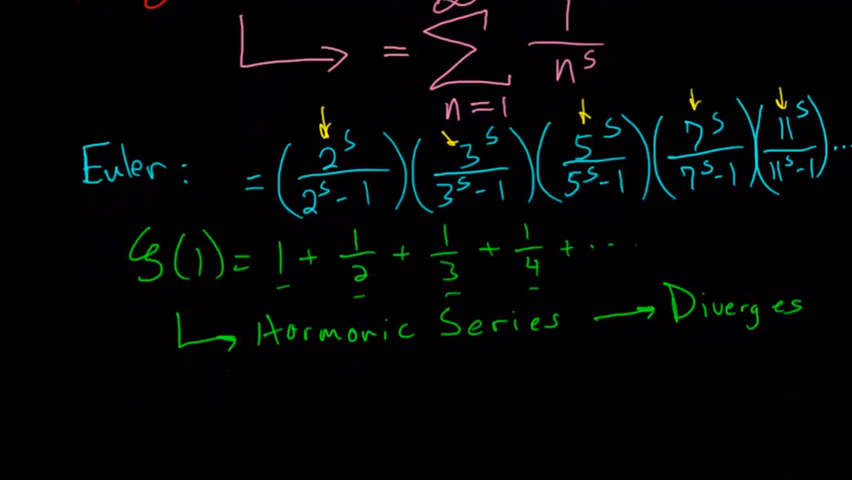 = ∞ ∑ n=1 1/n^s
Euler: = (2^s/2^s-1)(3^s/3^s-1)(5^s/5^s-1)(7^s/7^s-1)(11^s/11^s-1)...
ζ(1) = 1 + 1/2 + 1/3 + 1/4 + ...
Harmonic Series → Diverges